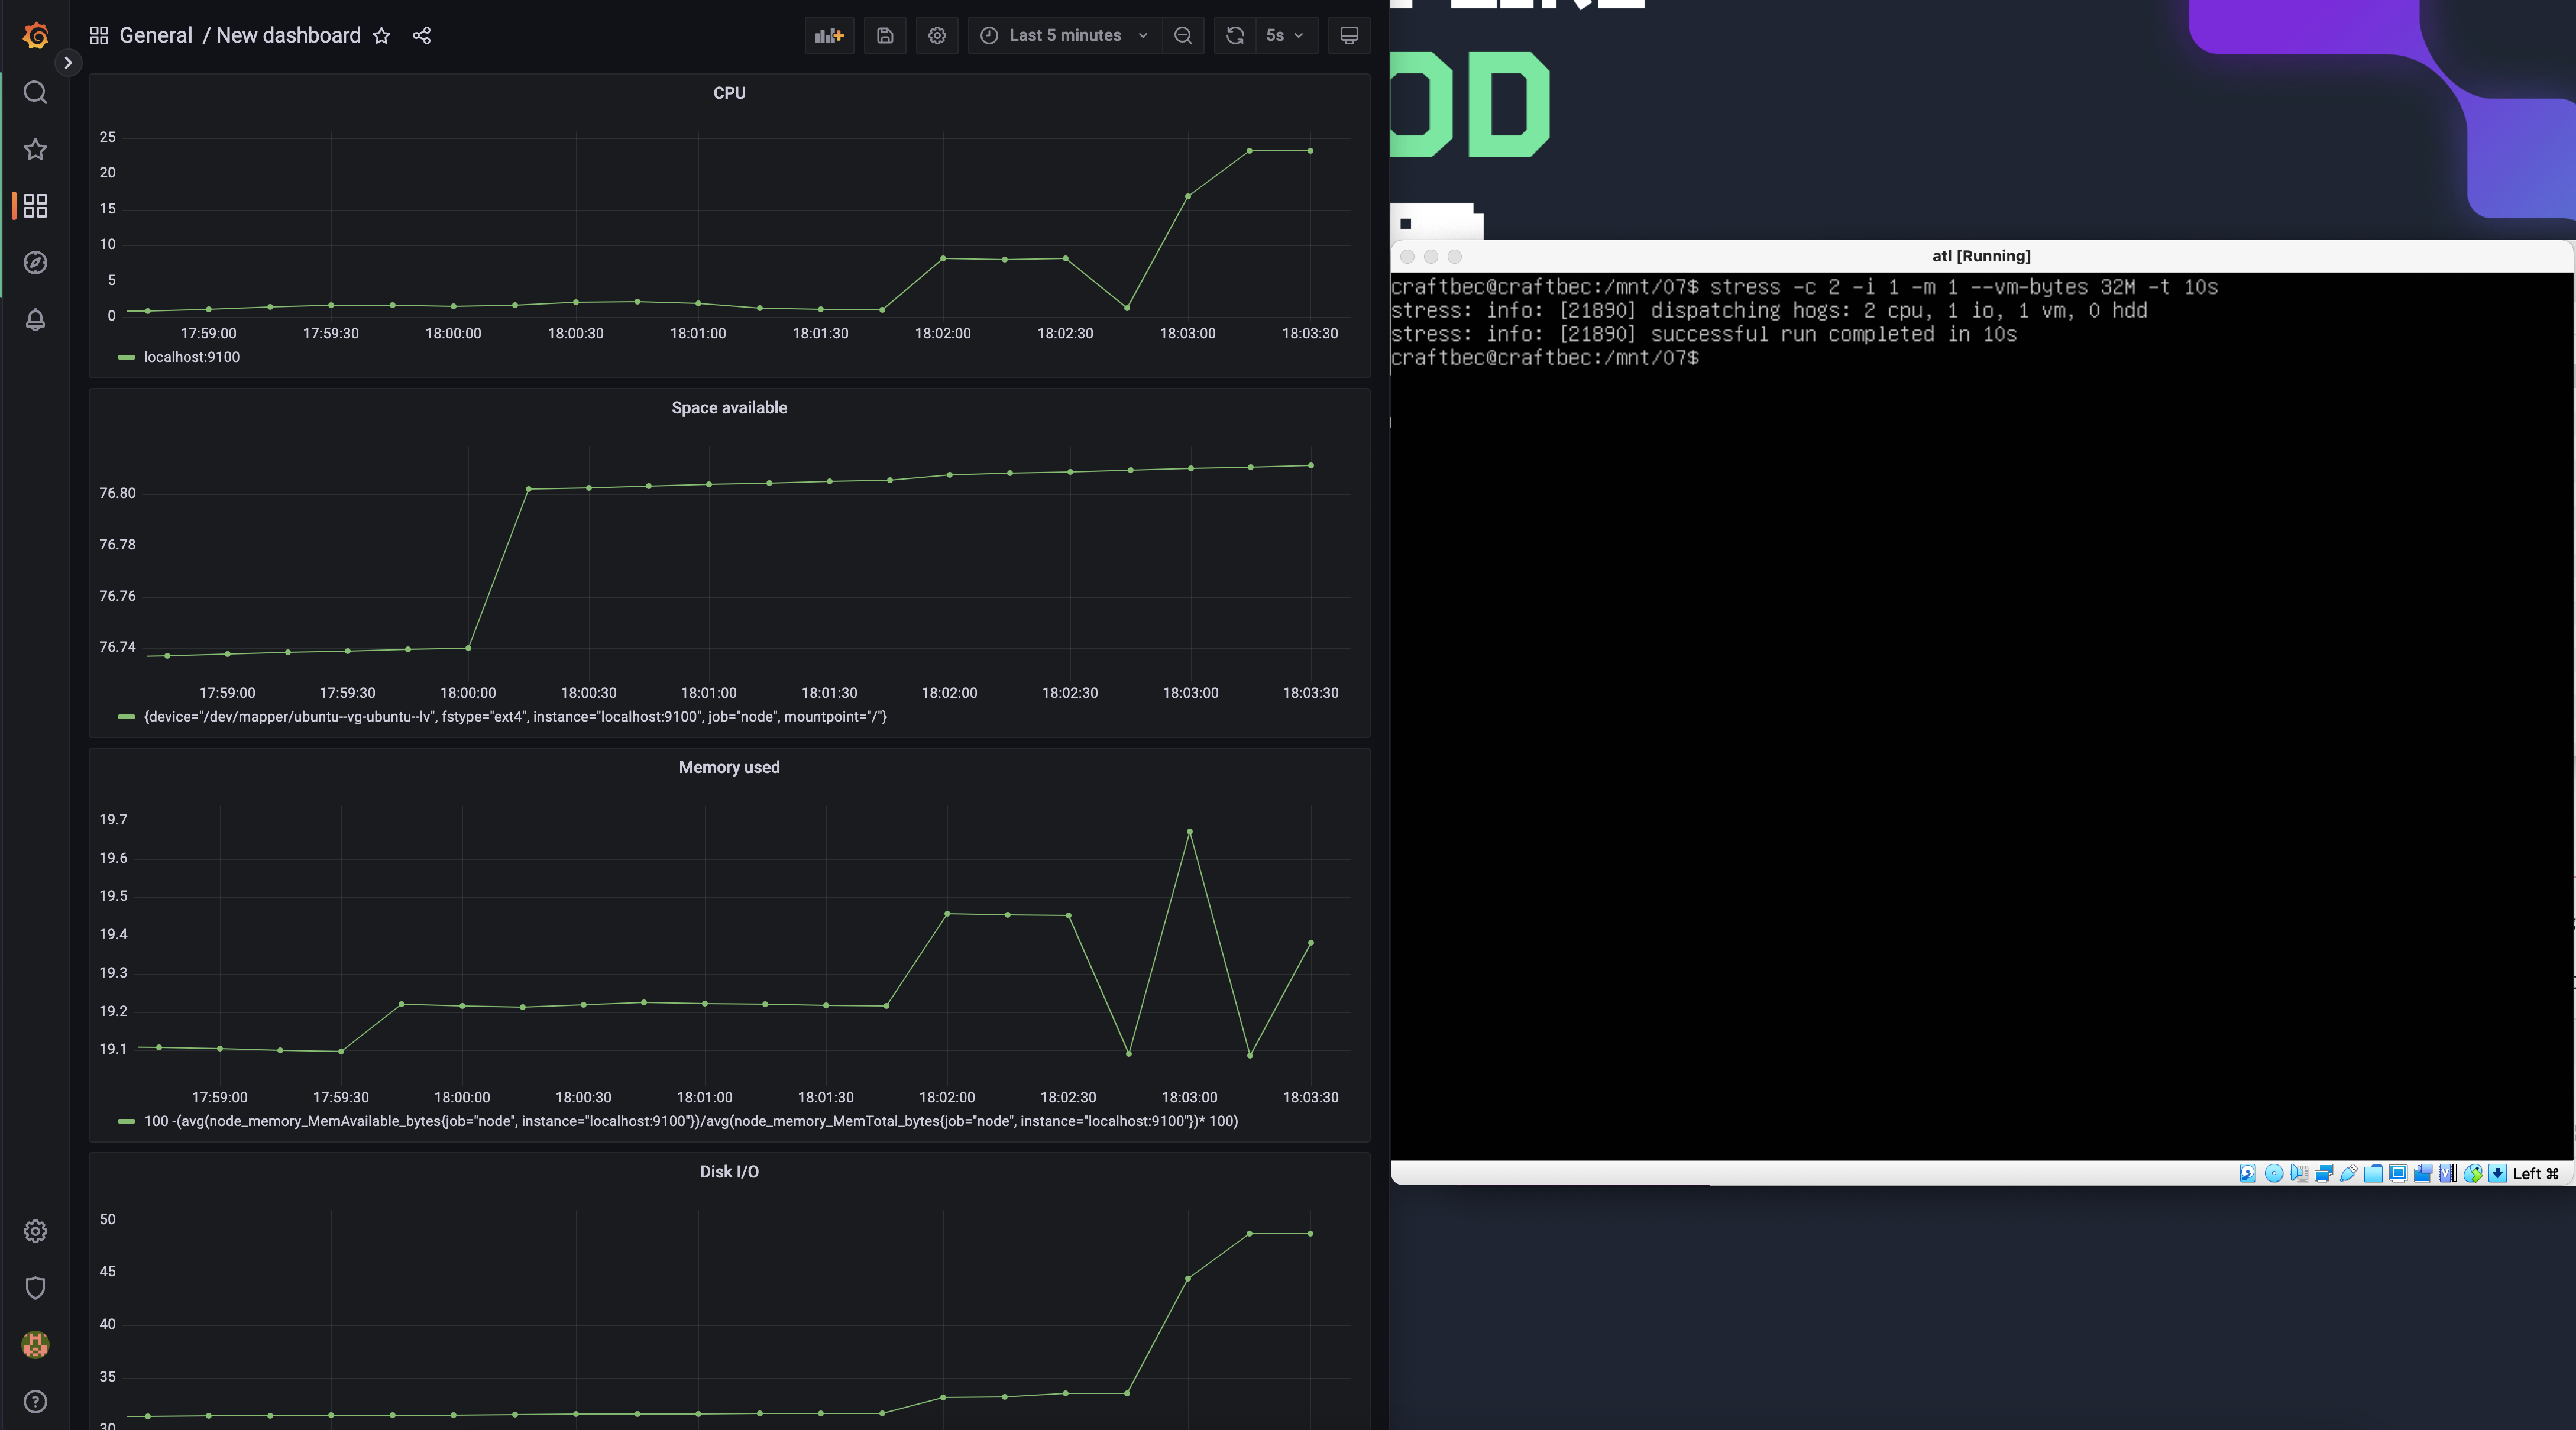 General / New dashboard
Last 5 minutes
5s
CPU
25
20
15
10
5
0
17:59:00 17:59:30 18:00:00 18:00:30 18:01:00 18:01:30 18:02:00 18:02:30 18:03:00 18:03:30
localhost:9100
Space available
76.80
76.78
76.76
76.74
17:59:00 17:59:30 18:00:00 18:00:30 18:01:00 18:01:30 18:02:00 18:02:30 18:03:00 18:03:30
{device="/dev/mapper/ubuntu--vg-ubuntu--lv", fstype="ext4", instance="localhost:9100", job="node", mountpoint="/"}
Memory used
19.7
19.6
19.5
19.4
19.3
19.2
19.1
17:59:00 17:59:30 18:00:00 18:00:30 18:01:00 18:01:30 18:02:00 18:02:30 18:03:00 18:03:30
100 -(avg(node_memory_MemAvailable_bytes{job="node", instance="localhost:9100"})/avg(node_memory_MemTotal_bytes{job="node", instance="localhost:9100"})* 100)
Disk I/O
50
45
40
35
30
OD
atl [Running]
craftbec@craftbec:/mnt/07$ stress -c 2 -i 1 -m 1 --vm-bytes 32M -t 10s
stress: info: [21890] dispatching hogs: 2 cpu, 1 io, 1 vm, 0 hdd
stress: info: [21890] successful run completed in 10s
craftbec@craftbec:/mnt/07$
Left ⌘